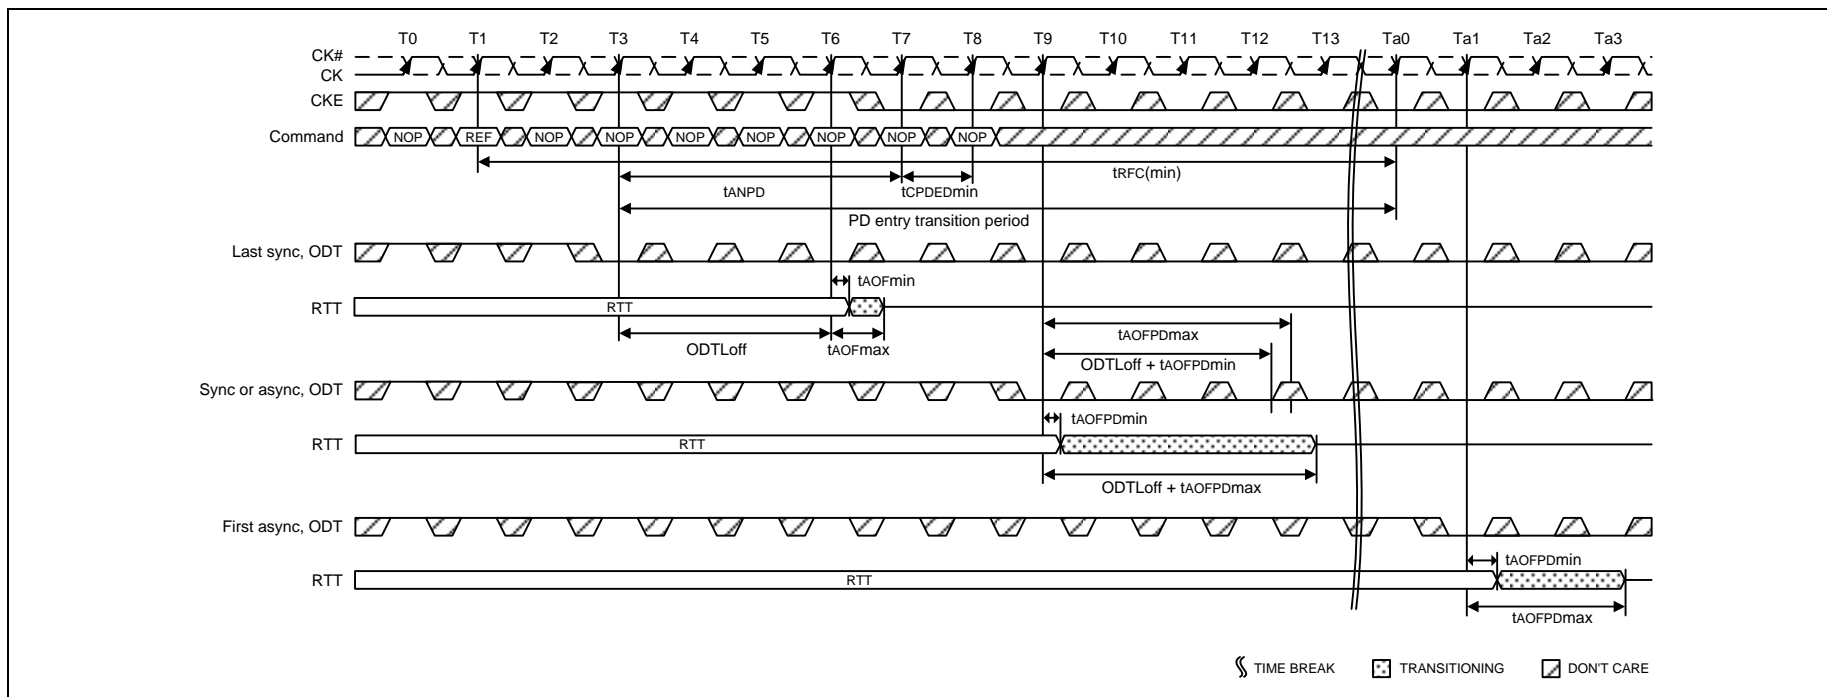 T0 T1 T2 T3 T4 T5 T6 T7 T8 T9 T10 T11 T12 T13 Ta0 Ta1 Ta2 Ta3
CK#
CK
CKE
Command NOP REF NOP NOP NOP NOP NOP NOP NOP
tRFC(min)
tANPD tCPDEDmin
PD entry transition period
Last sync, ODT
tAOFmin
RTT RTT
tAOFPDmax
ODTLoff tAOFmax
ODTLoff + tAOFPDmin
Sync or async, ODT
tAOFPDmin
RTT RTT
ODTLoff + tAOFPDmax
First async, ODT
tAOFPDmin
RTT RTT
tAOFPDmax
TIME BREAK TRANSITIONING DON'T CARE